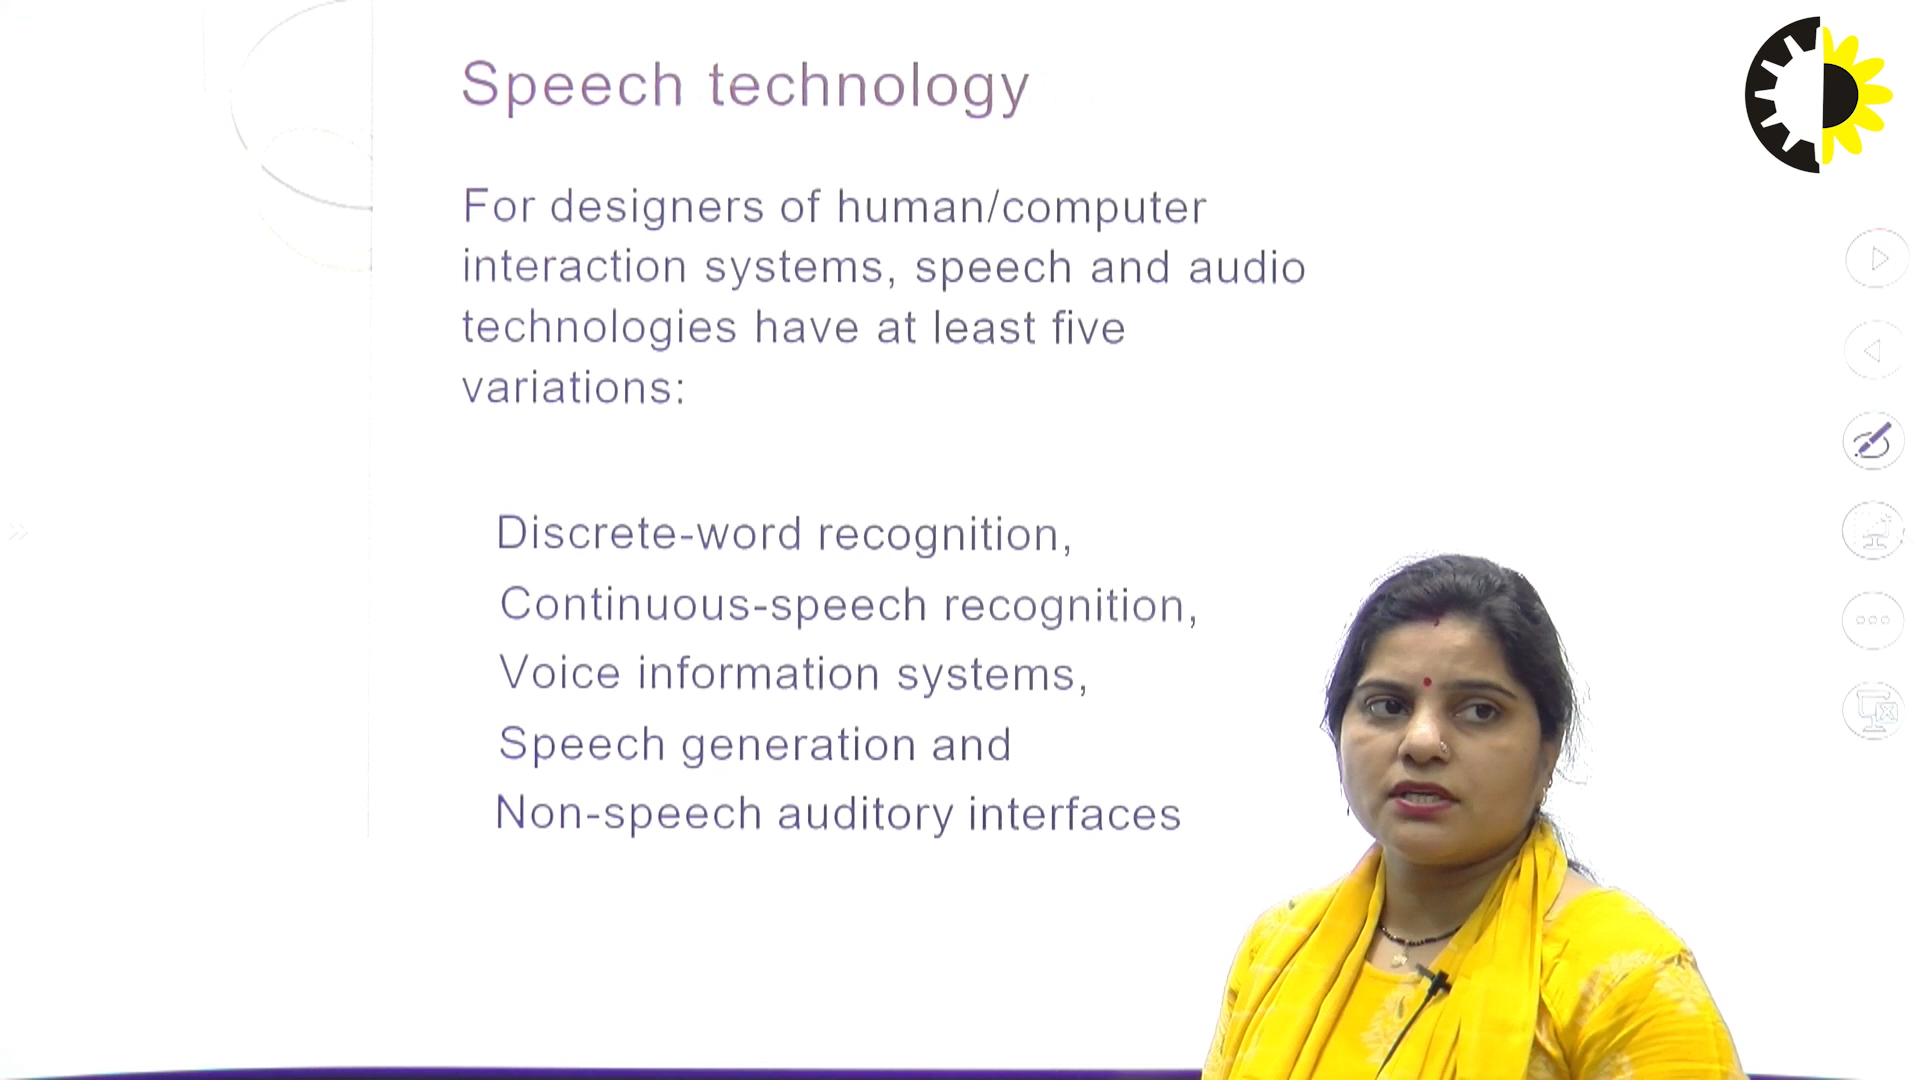 Speech technology
For designers of human/computer
interaction systems, speech and audio
technologies have at least five
variations:
Discrete-word recognition,
Continuous-speech recognition,
Voice information systems,
Speech generation and
Non-speech auditory interfaces